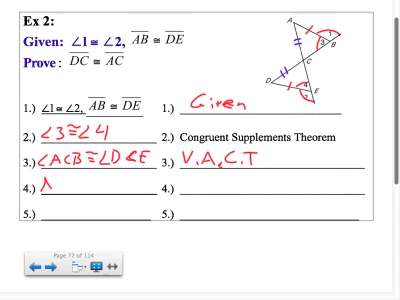 Ex 2:
Given: ∠1 ≅ ∠2, AB ≅ DE
Prove : DC ≅ AC
A
1
3
B
C
D
4
E
2
1.) ∠1 ≅ ∠2, AB ≅ DE 1.) Given
2.) ∠3 ≅ ∠4 2.) Congruent Supplements Theorem
3.) ∠ACB ≅ ∠DCE 3.) V.A.C.T
4.) 4.)
5.) 5.)
Page 77 of 114